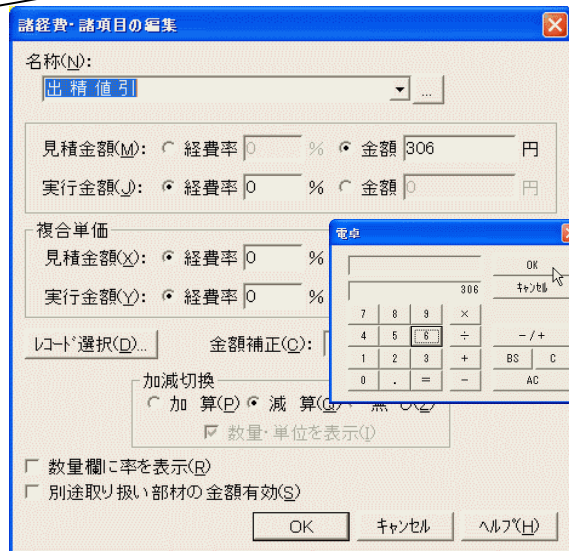 諸経費・諸項目の編集
名称(N):
出 精 値 引
...
見積金額(M): 経費率 0 % 金額 306 円
実行金額(J): 経費率 0 % 金額 0 円
複合単価
見積金額(X): 経費率 0 %
実行金額(Y): 経費率 0 %
電卓
OK
306 ｷｬﾝｾﾙ
7 8 9 ×
4 5 6 ÷ -/+
1 2 3 + BS C
0 . = - AC
ﾚｺｰﾄﾞ選択(D)... 金額補正(C):
加減切換
加 算(P) 減 算(G) 無 し(Z)
数量・単位を表示(I)
数量欄に率を表示(R)
別途取り扱い部材の金額有効(S)
OK ｷｬﾝｾﾙ ﾍﾙﾌﾟ(H)